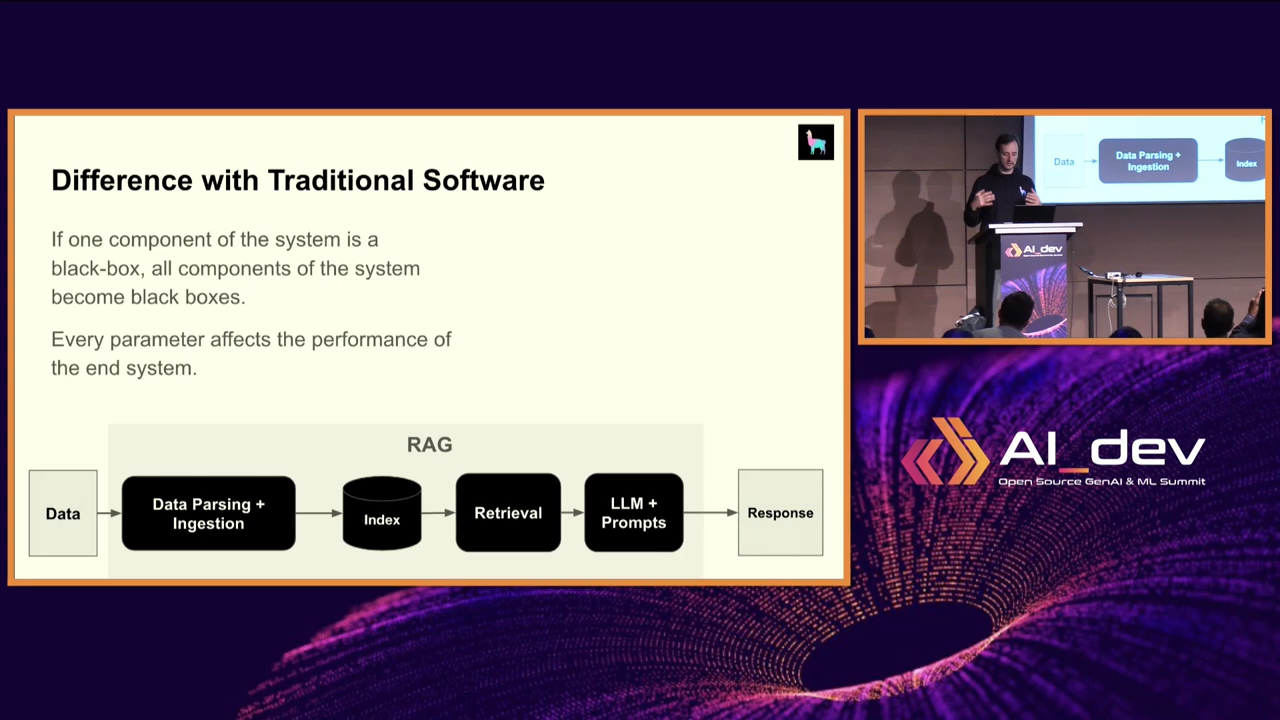 Difference with Traditional Software
If one component of the system is a
black-box, all components of the system
become black boxes.
Every parameter affects the performance of
the end system.
RAG
Data
Data Parsing +
Ingestion
Index
Retrieval
LLM +
Prompts
Response
Data
Data Parsing +
Ingestion
Index
AI_dev
AI_dev
Open Source GenAI & ML Summit